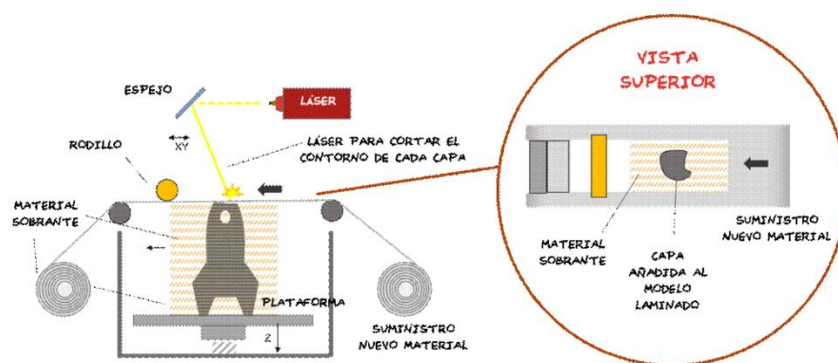 ESPEJO
LÁSER
XY
RODILLO
LÁSER PARA CORTAR EL
CONTORNO DE CADA CAPA
MATERIAL
SOBRANTE
PLATAFORMA
Z
SUMINISTRO
NUEVO MATERIAL
VISTA
SUPERIOR
MATERIAL
SOBRANTE
CAPA
AÑADIDA AL
MODELO
LAMINADO
SUMINISTRO
NUEVO MATERIAL